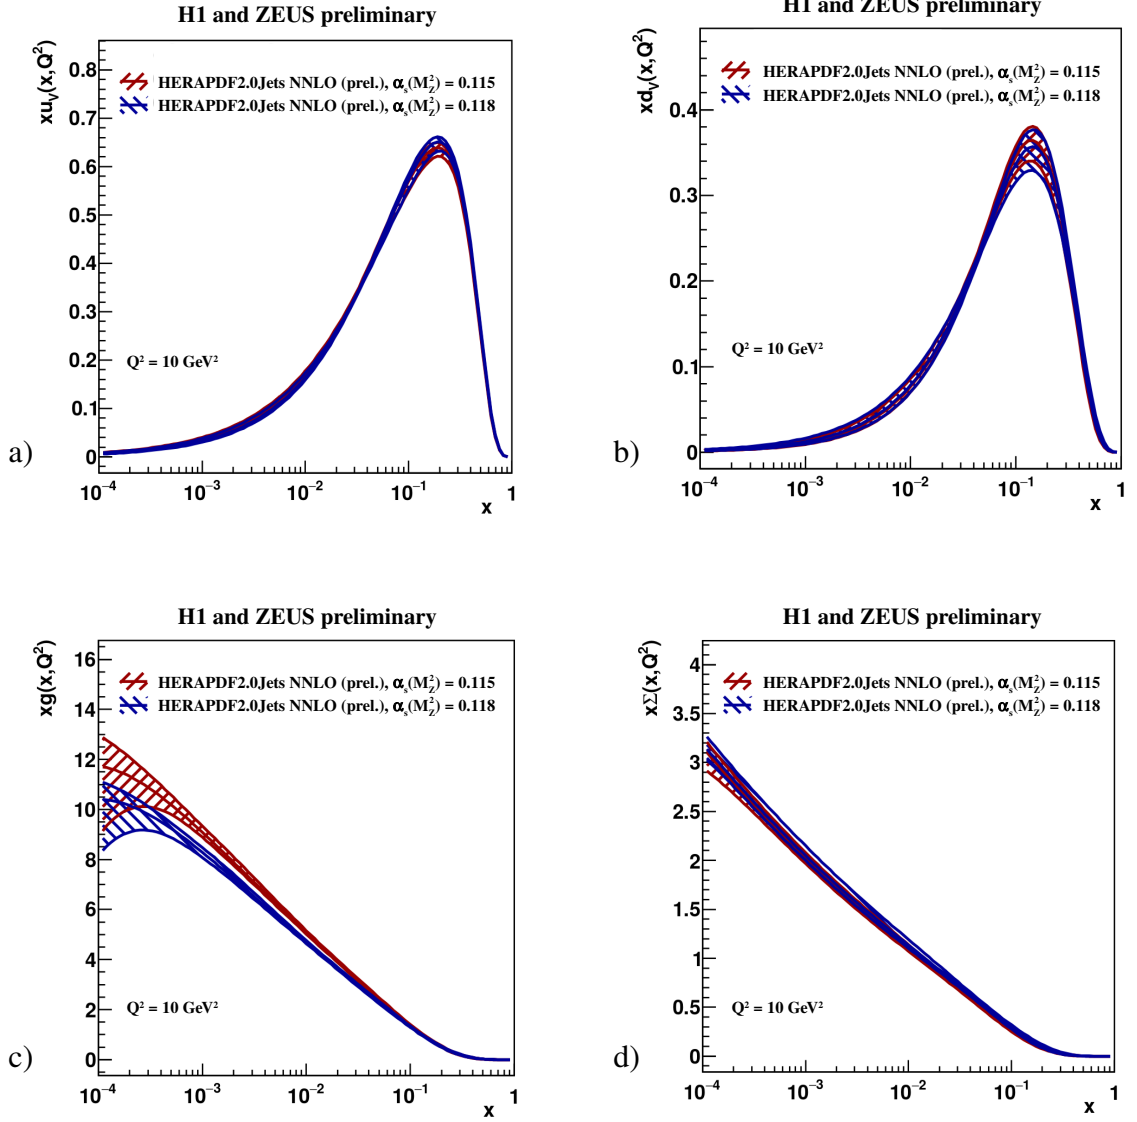 H1 and ZEUS preliminary
xu_V(x,Q²)
HERAPDF2.0Jets NNLO (prel.), α_s(M_Z²) = 0.115
HERAPDF2.0Jets NNLO (prel.), α_s(M_Z²) = 0.118
0.8
0.7
0.6
0.5
0.4
0.3
0.2
0.1
0
Q² = 10 GeV²
a)
10⁻⁴ 10⁻³ 10⁻² 10⁻¹ 1
x
H1 and ZEUS preliminary
xd_V(x,Q²)
HERAPDF2.0Jets NNLO (prel.), α_s(M_Z²) = 0.115
HERAPDF2.0Jets NNLO (prel.), α_s(M_Z²) = 0.118
0.4
0.3
0.2
0.1
0
Q² = 10 GeV²
b)
10⁻⁴ 10⁻³ 10⁻² 10⁻¹ 1
x
H1 and ZEUS preliminary
xg(x,Q²)
HERAPDF2.0Jets NNLO (prel.), α_s(M_Z²) = 0.115
HERAPDF2.0Jets NNLO (prel.), α_s(M_Z²) = 0.118
16
14
12
10
8
6
4
2
0
Q² = 10 GeV²
c)
10⁻⁴ 10⁻³ 10⁻² 10⁻¹ 1
x
H1 and ZEUS preliminary
xΣ(x,Q²)
HERAPDF2.0Jets NNLO (prel.), α_s(M_Z²) = 0.115
HERAPDF2.0Jets NNLO (prel.), α_s(M_Z²) = 0.118
4
3.5
3
2.5
2
1.5
1
0.5
0
Q² = 10 GeV²
d)
10⁻⁴ 10⁻³ 10⁻² 10⁻¹ 1
x